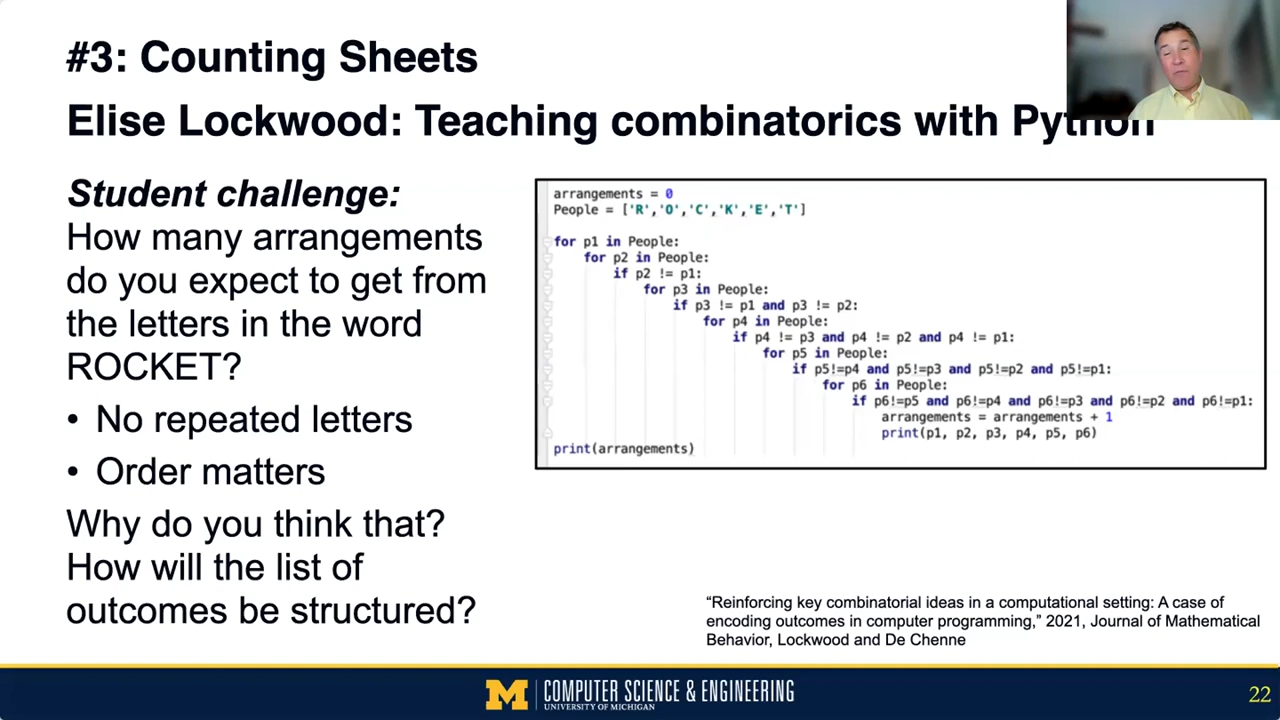 #3: Counting Sheets
Elise Lockwood: Teaching combinatorics with Python
Student challenge:
How many arrangements
do you expect to get from
the letters in the word
ROCKET?
• No repeated letters
• Order matters
Why do you think that?
How will the list of
outcomes be structured?
arrangements = 0
People = ['R','O','C','K','E','T']
for p1 in People:
for p2 in People:
if p2 != p1:
for p3 in People:
if p3 != p1 and p3 != p2:
for p4 in People:
if p4 != p3 and p4 != p2 and p4 != p1:
for p5 in People:
if p5!=p4 and p5!=p3 and p5!=p2 and p5!=p1:
for p6 in People:
if p6!=p5 and p6!=p4 and p6!=p3 and p6!=p2 and p6!=p1:
arrangements = arrangements + 1
print(p1, p2, p3, p4, p5, p6)
print(arrangements)
“Reinforcing key combinatorial ideas in a computational setting: A case of
encoding outcomes in computer programming,” 2021, Journal of Mathematical
Behavior, Lockwood and De Chenne
M COMPUTER SCIENCE & ENGINEERING
UNIVERSITY OF MICHIGAN
22